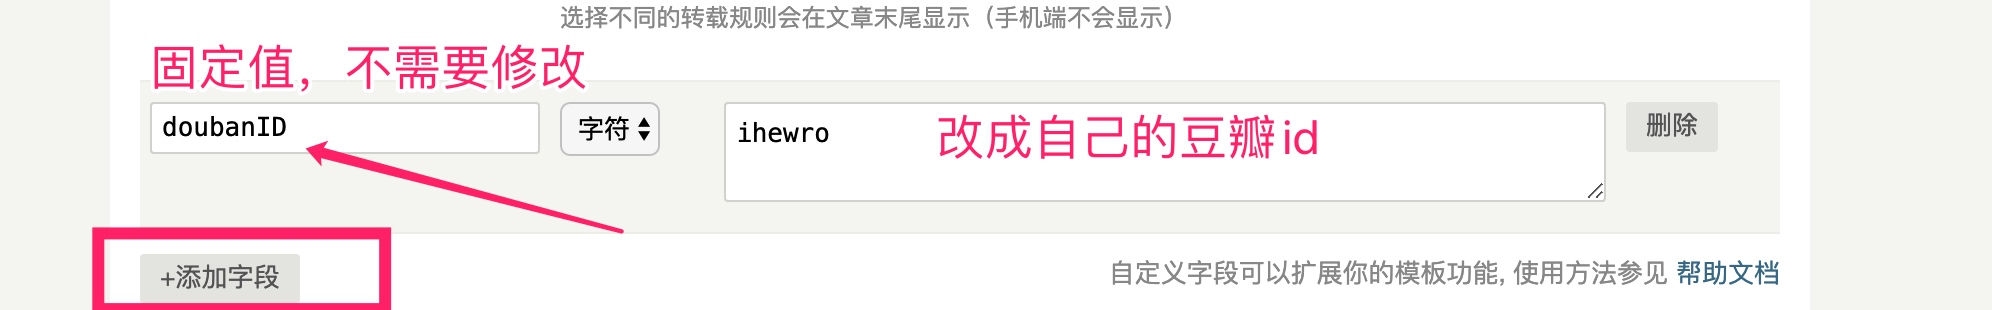 选择不同的转载规则会在文章末尾显示（手机端不会显示）
固定值，不需要修改
doubanID
字符
ihewro
改成自己的豆瓣id
删除
+添加字段
自定义字段可以扩展你的模板功能, 使用方法参见 帮助文档